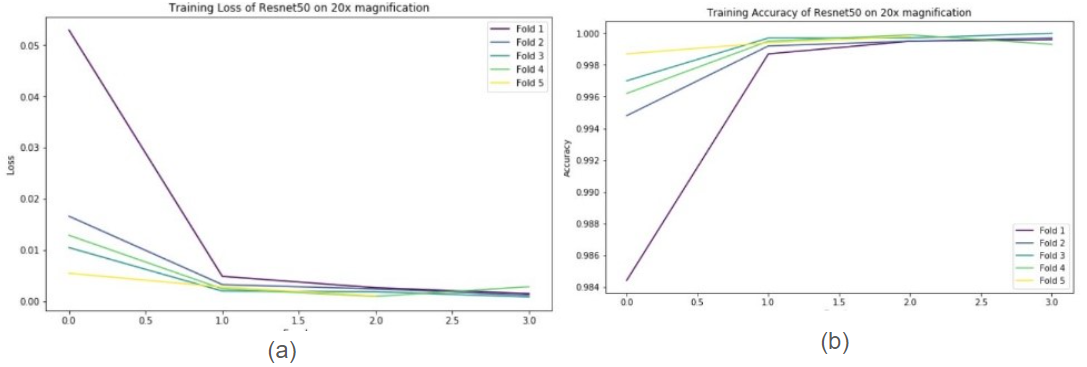 Training Loss of Resnet50 on 20x magnification
Fold 1
Fold 2
Fold 3
Fold 4
Fold 5
0.05
0.04
0.03
0.02
0.01
0.00
Loss
0.0 0.5 1.0 1.5 2.0 2.5 3.0
(a)
Training Accuracy of Resnet50 on 20x magnification
1.000
0.998
0.996
0.994
0.992
0.990
0.988
0.986
0.984
Accuracy
Fold 1
Fold 2
Fold 3
Fold 4
Fold 5
0.0 0.5 1.0 1.5 2.0 2.5 3.0
(b)